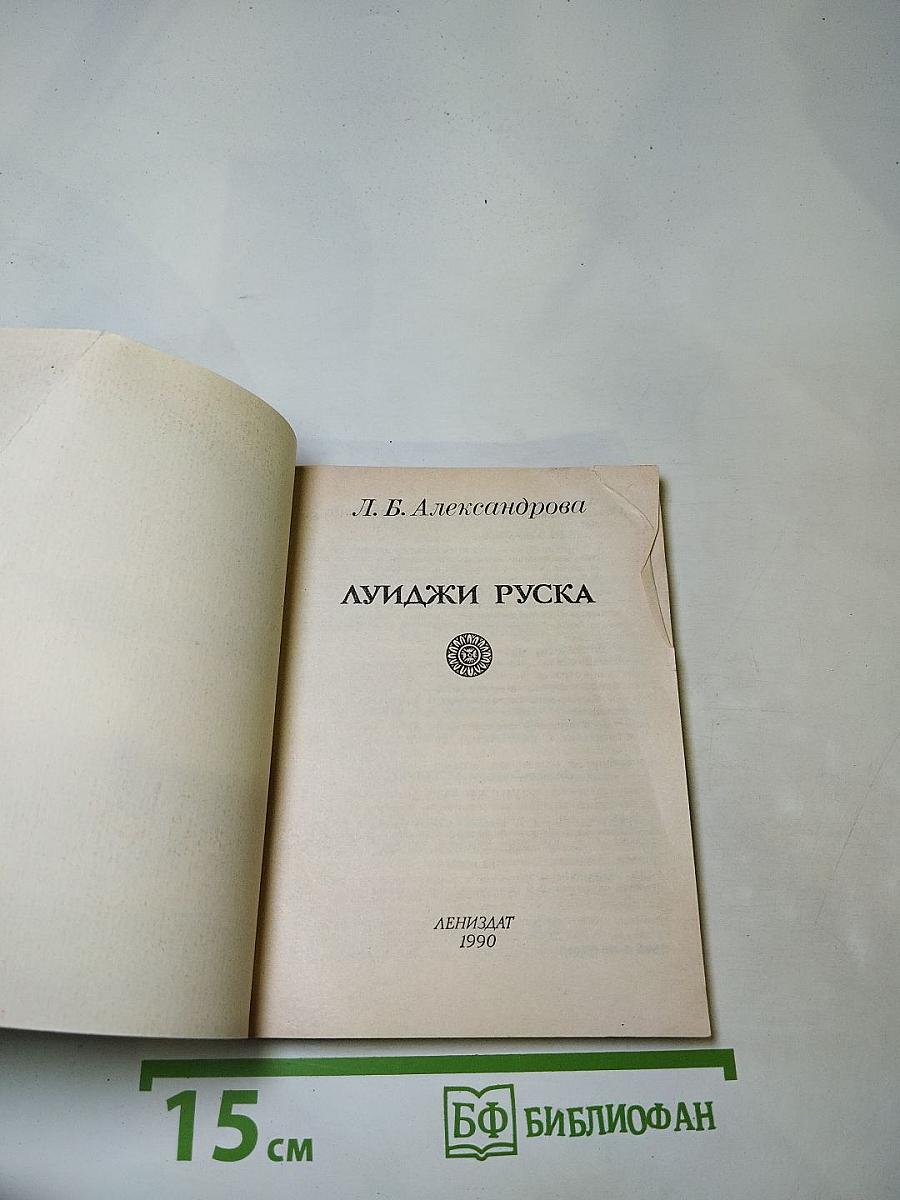 Л. Б. Александрова
ЛУИДЖИ РУСКА
ЛЕНИЗДАТ
1990
15 см
БФ БИБЛИОФАН